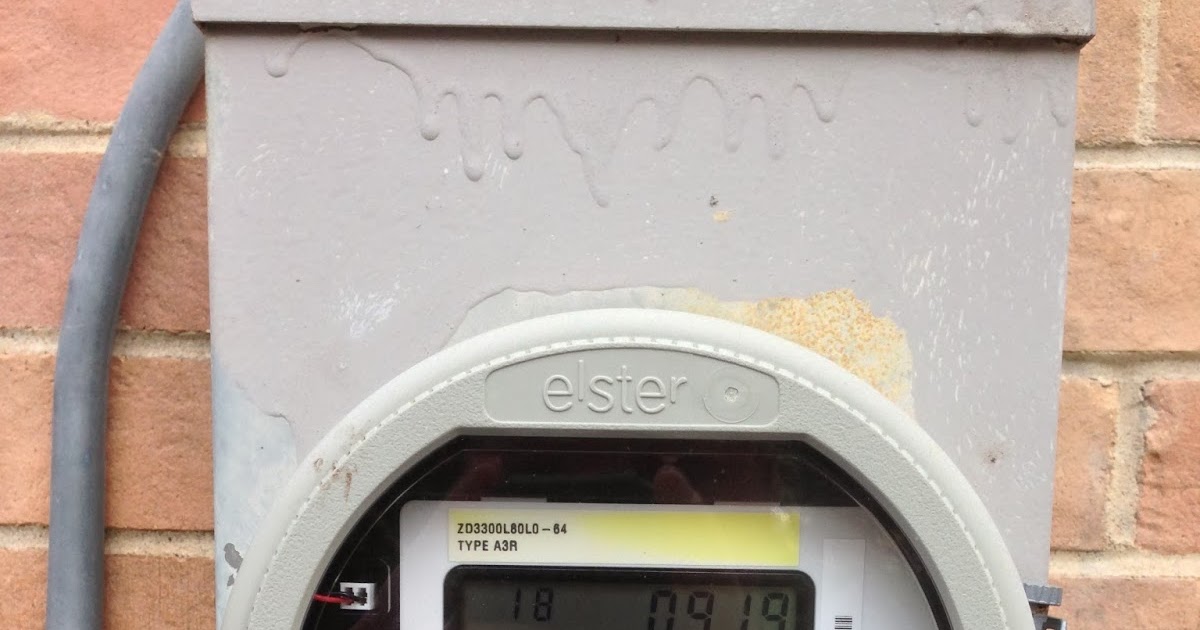 elster
ZD3300L80L0-64
TYPE A3R
18 0919